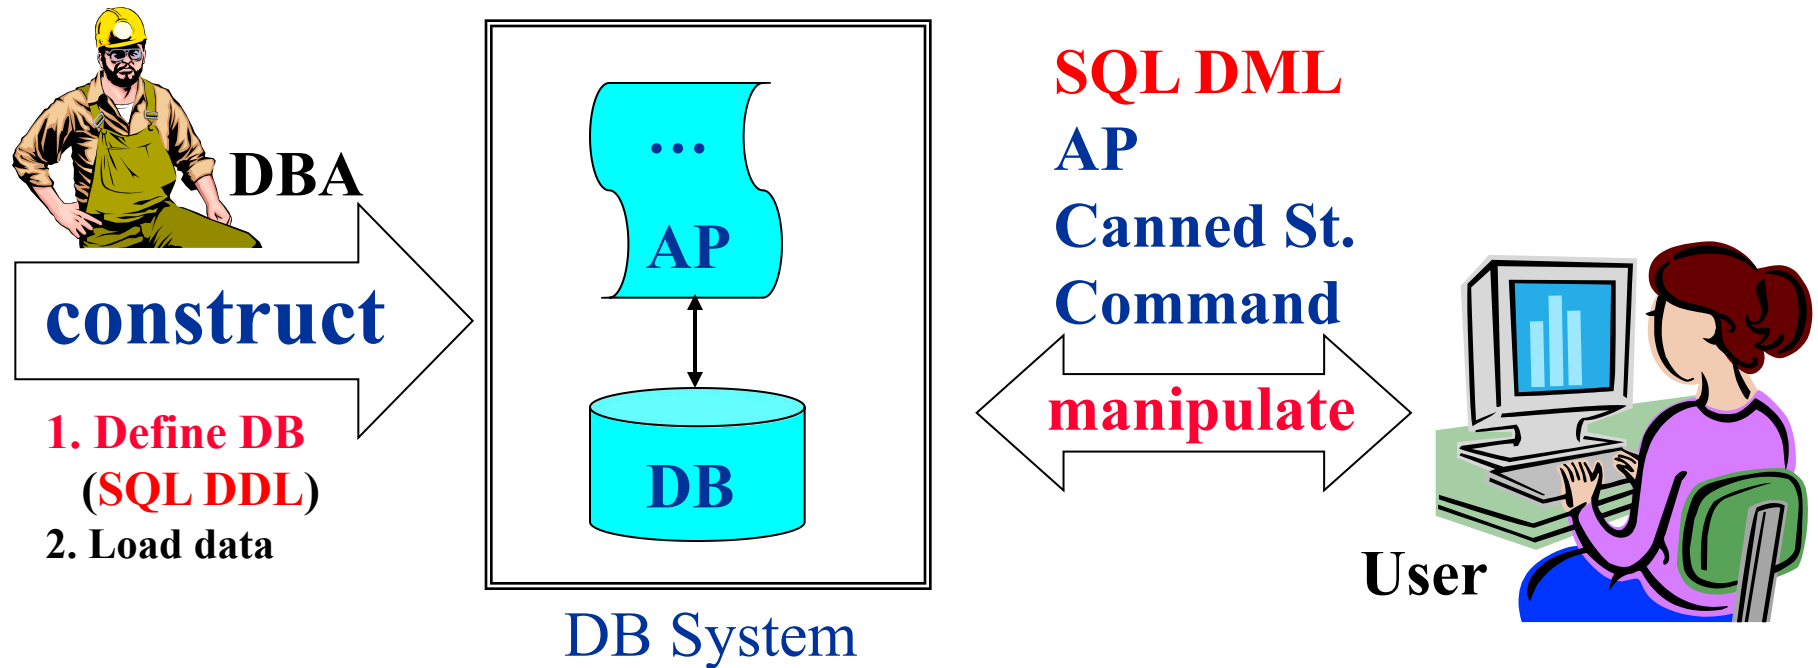 DBA
construct
1. Define DB
(SQL DDL)
2. Load data
...
AP
DB
DB System
SQL DML
AP
Canned St.
Command
manipulate
User